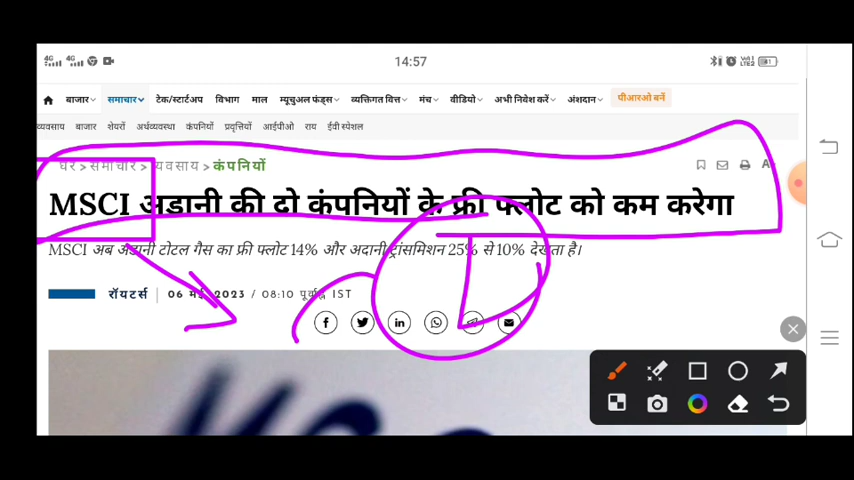 14:57
बाजार समाचार टेक/स्टार्टअप विभाग माल म्यूचुअल फंड्स व्यक्तिगत वित्त मंच वीडियो अभी निवेश करें अंशदान पीआरओ बनें
व्यवसाय बाजार शेयरों अर्थव्यवस्था कंपनियों प्रवृत्तियों आईपीओ राय ईवी स्पेशल
घर > समाचार > व्यवसाय > कंपनियों
MSCI अडानी की दो कंपनियों के फ्री फ्लोट को कम करेगा
MSCI अब अडानी टोटल गैस का फ्री फ्लोट 14% और अदानी ट्रांसमिशन 25% से 10% देखता है।
रॉयटर्स 06 मई, 2023 / 08:10 पूर्वाह्न IST